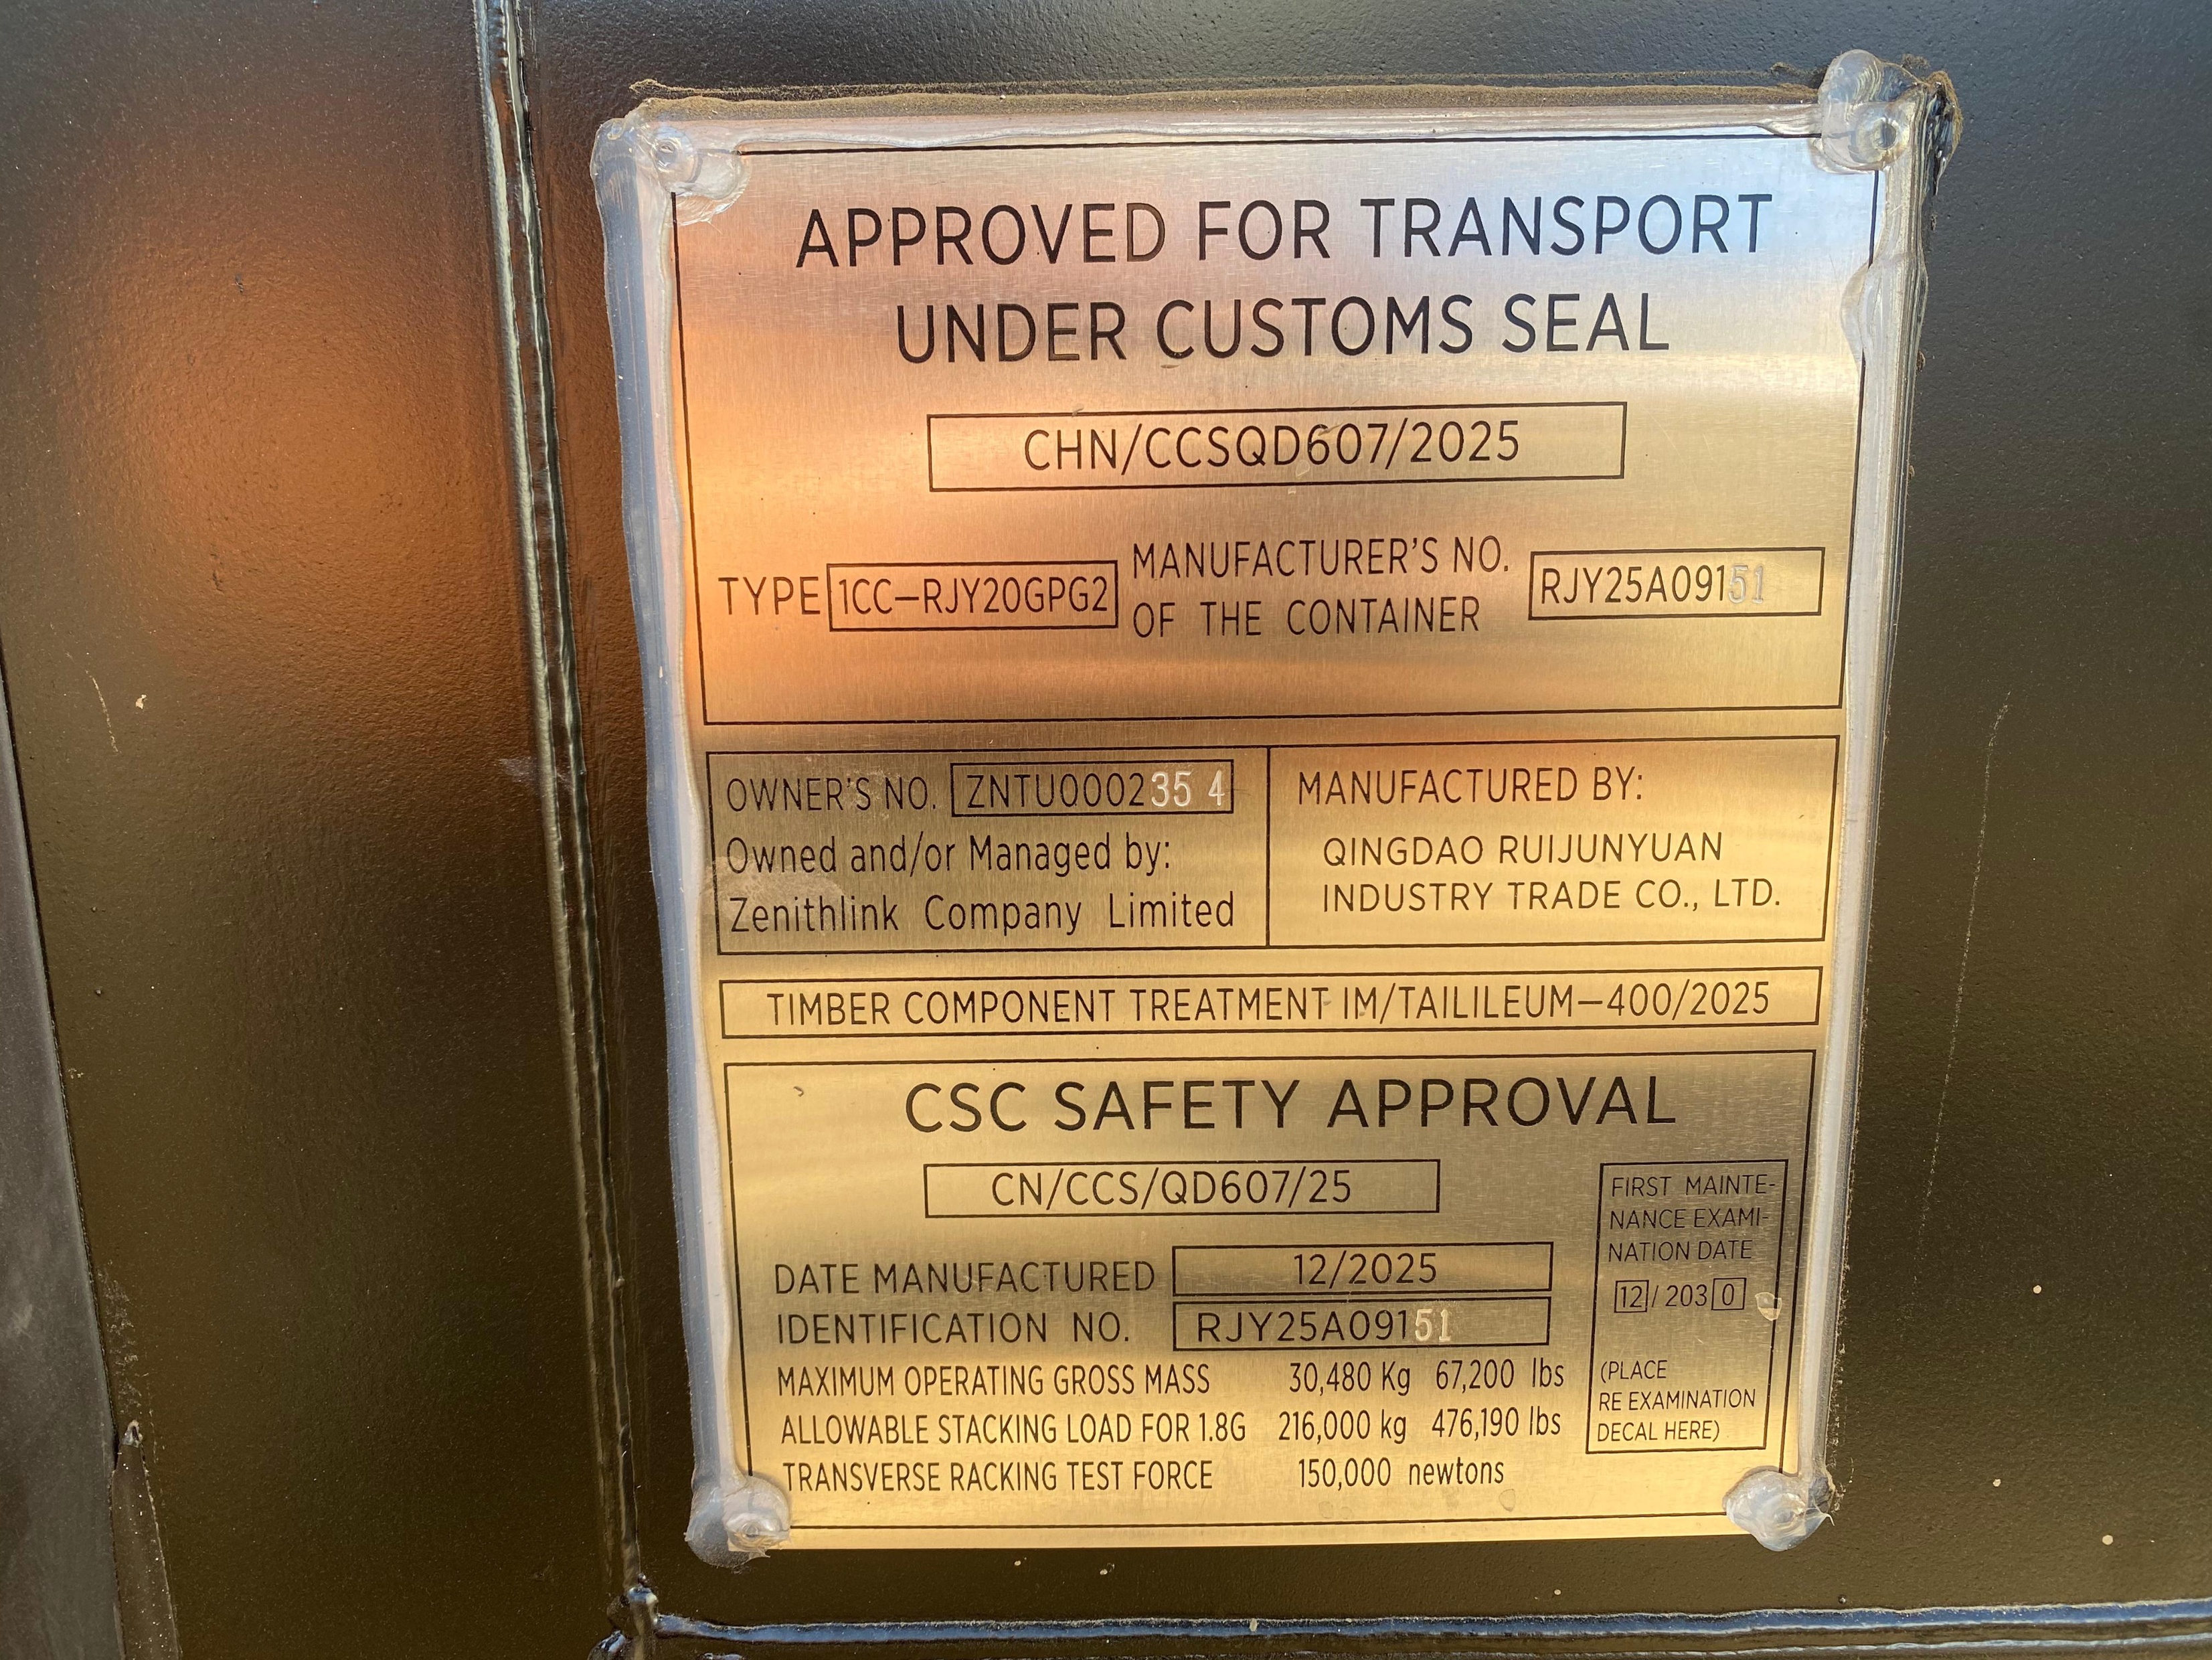 APPROVED FOR TRANSPORT
UNDER CUSTOMS SEAL
CHN/CCSQD607/2025
TYPE 1CC-RJY20GPG2 MANUFACTURER'S NO. OF THE CONTAINER RJY25A09151
OWNER'S NO. ZNTU000235 4
Owned and/or Managed by:
Zenithlink Company Limited
MANUFACTURED BY:
QINGDAO RUIJUNYUAN
INDUSTRY TRADE CO., LTD.
TIMBER COMPONENT TREATMENT IM/TAILILEUM-400/2025
CSC SAFETY APPROVAL
CN/CCS/QD607/25
DATE MANUFACTURED 12/2025
IDENTIFICATION NO. RJY25A09151
MAXIMUM OPERATING GROSS MASS 30,480 Kg 67,200 lbs
ALLOWABLE STACKING LOAD FOR 1.8G 216,000 kg 476,190 lbs
TRANSVERSE RACKING TEST FORCE 150,000 newtons
FIRST MAINTE-
NANCE EXAMI-
NATION DATE
12/2030
(PLACE
RE EXAMINATION
DECAL HERE)